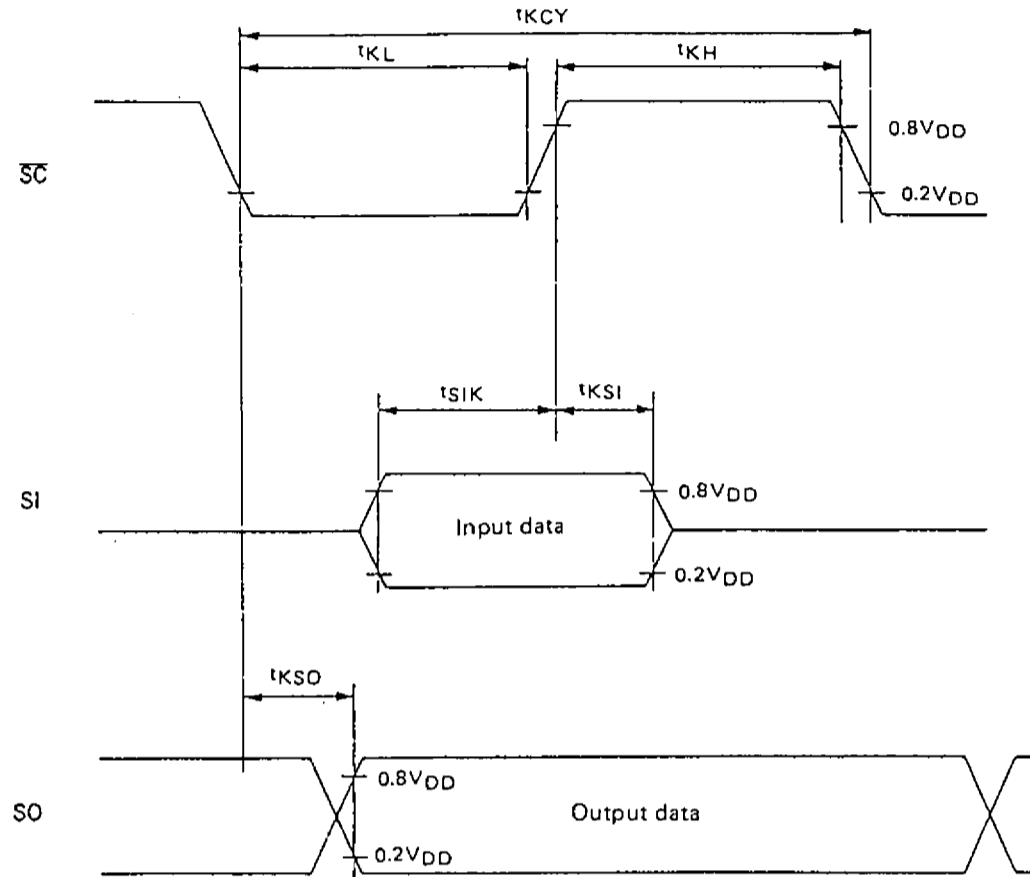 tKCY
tKL
tKH
0.8VDD
SC
0.2VDD
tSIK
tKSI
SI
0.8VDD
Input data
0.2VDD
tKSO
SO
0.8VDD
Output data
0.2VDD